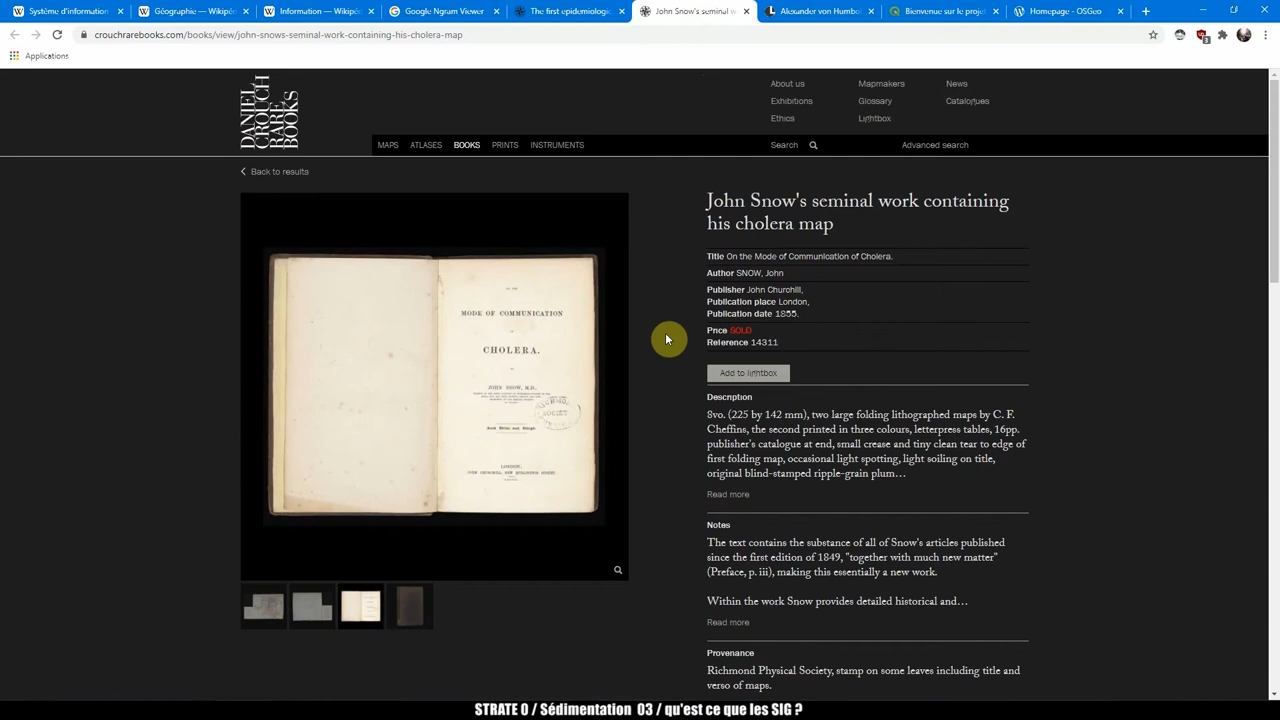 Système d'information
Géographie — Wikipé
Information — Wikipéd
Google Ngram Viewer
The first epidemiologic
John Snow's seminal w
Alexander von Humbol
Bienvenue sur le projet
Homepage - OSGeo
crouchrarebooks.com/books/view/john-snows-seminal-work-containing-his-cholera-map
Applications
DANIEL
CROUCH
RARE
BOOKS
About us
Mapmakers
News
Exhibitions
Glossary
Catalogues
Ethics
Lightbox
MAPS
ATLASES
BOOKS
PRINTS
INSTRUMENTS
Search
Advanced search
Back to results
MODE OF COMMUNICATION
CHOLERA.
JOHN SNOW, M.D.,
LONDON:
John Snow's seminal work containing
his cholera map
Title On the Mode of Communication of Cholera.
Author SNOW, John
Publisher John Churchill,
Publication place London,
Publication date 1855.
Price SOLD
Reference 14311
Add to lightbox
Description
8vo. (225 by 142 mm), two large folding lithographed maps by C. F.
Cheffins, the second printed in three colours, letterpress tables, 16pp.
publisher's catalogue at end, small crease and tiny clean tear to edge of
first folding map, occasional light spotting, light soiling on title,
original blind-stamped ripple-grain plum…
Read more
Notes
The text contains the substance of all of Snow's articles published
since the first edition of 1849, "together with much new matter"
(Preface, p. iii), making this essentially a new work.
Within the work Snow provides detailed historical and…
Read more
Provenance
Richmond Physical Society, stamp on some leaves including title and
verso of maps.
STRATE 0 / Sédimentation 03 / qu'est ce que les SIG ?